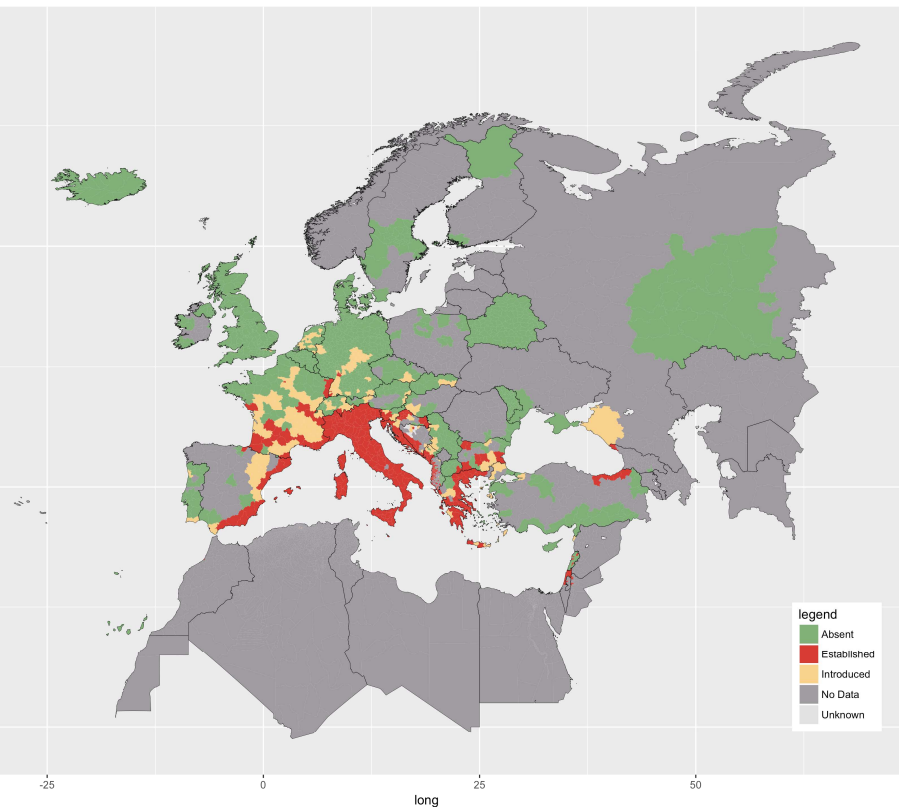 legend
Absent
Established
Introduced
No Data
Unknown
-25
0
25
50
long